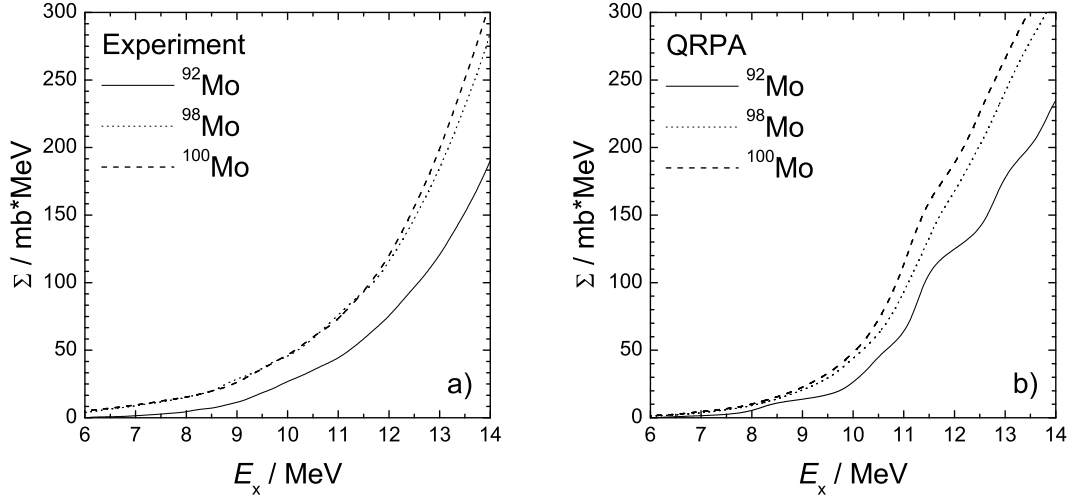 Experiment
⁹²Mo
⁹⁸Mo
¹⁰⁰Mo
Σ / mb*MeV
300
250
200
150
100
50
0
a)
6 7 8 9 10 11 12 13 14
Eₓ / MeV
QRPA
⁹²Mo
⁹⁸Mo
¹⁰⁰Mo
Σ / mb*MeV
300
250
200
150
100
50
0
b)
6 7 8 9 10 11 12 13 14
Eₓ / MeV